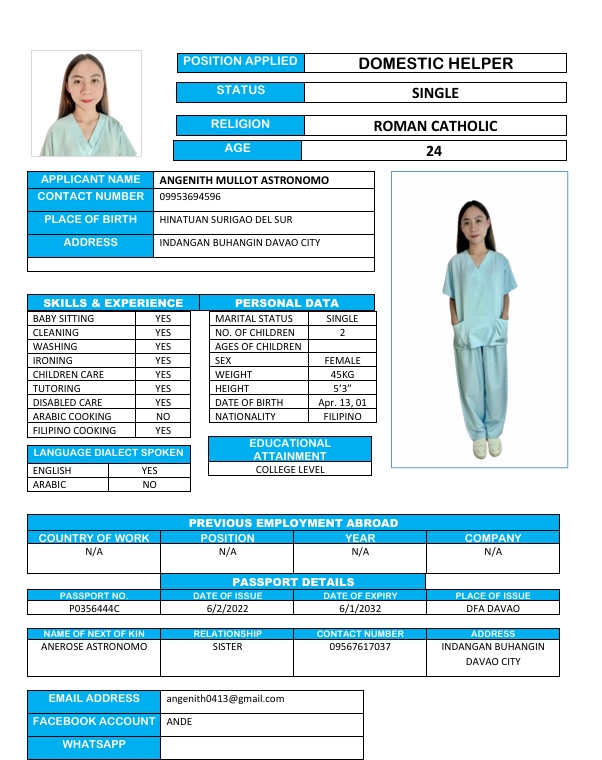 POSITION APPLIED DOMESTIC HELPER
STATUS SINGLE
RELIGION ROMAN CATHOLIC
AGE 24
APPLICANT NAME ANGENITH MULLOT ASTRONOMO
CONTACT NUMBER 09953694596
PLACE OF BIRTH HINATUAN SURIGAO DEL SUR
ADDRESS INDANGAN BUHANGIN DAVAO CITY
SKILLS & EXPERIENCE PERSONAL DATA
BABY SITTING YES
CLEANING YES
WASHING YES
IRONING YES
CHILDREN CARE YES
TUTORING YES
DISABLED CARE YES
ARABIC COOKING NO
FILIPINO COOKING YES
MARITAL STATUS SINGLE
NO. OF CHILDREN 2
AGES OF CHILDREN
SEX FEMALE
WEIGHT 45KG
HEIGHT 5’3”
DATE OF BIRTH Apr. 13, 01
NATIONALITY FILIPINO
LANGUAGE DIALECT SPOKEN
ENGLISH YES
ARABIC NO
EDUCATIONAL
ATTAINMENT
COLLEGE LEVEL
PREVIOUS EMPLOYMENT ABROAD
COUNTRY OF WORK POSITION YEAR COMPANY
N/A N/A N/A N/A
PASSPORT DETAILS
PASSPORT NO. DATE OF ISSUE DATE OF EXPIRY PLACE OF ISSUE
P0356444C 6/2/2022 6/1/2032 DFA DAVAO
NAME OF NEXT OF KIN RELATIONSHIP CONTACT NUMBER ADDRESS
ANEROSE ASTRONOMO SISTER 09567617037 INDANGAN BUHANGIN
DAVAO CITY
EMAIL ADDRESS angenith0413@gmail.com
FACEBOOK ACCOUNT ANDE
WHATSAPP